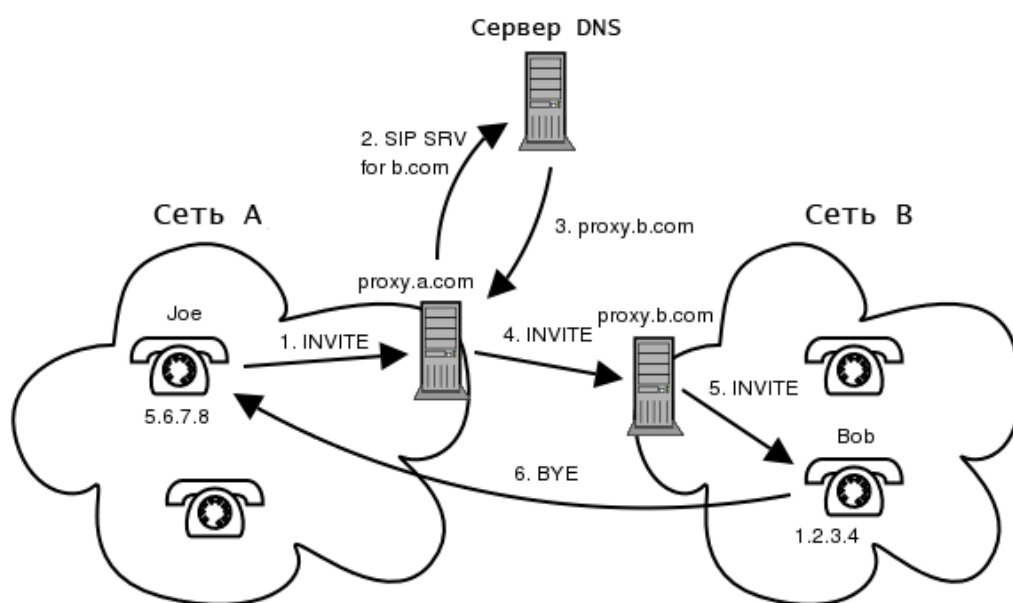 Сервер DNS
2. SIP SRV
for b.com
Сеть А
3. proxy.b.com
Сеть В
proxy.a.com
Joe
1. INVITE
4. INVITE
proxy.b.com
5. INVITE
5.6.7.8
Bob
6. BYE
1.2.3.4